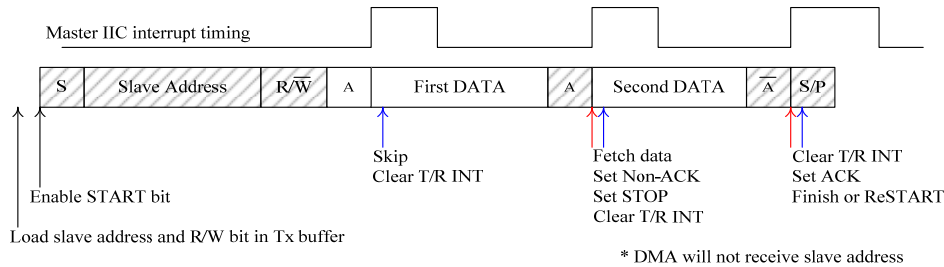 Master IIC interrupt timing
S Slave Address R/W̅ A First DATA A Second DATA A̅ S/P
Skip
Clear T/R INT
Fetch data
Set Non-ACK
Set STOP
Clear T/R INT
Clear T/R INT
Set ACK
Finish or ReSTART
Enable START bit
Load slave address and R/W bit in Tx buffer
* DMA will not receive slave address